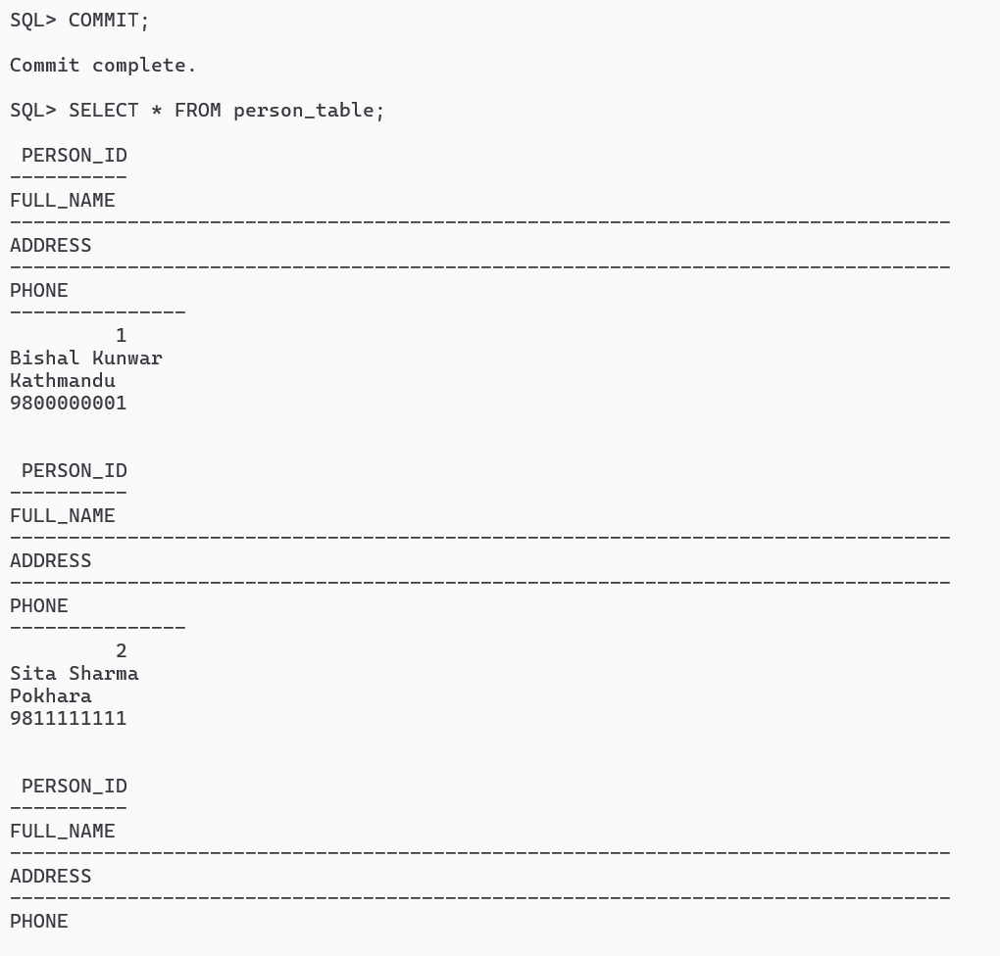 SQL> COMMIT;
Commit complete.
SQL> SELECT * FROM person_table;
 PERSON_ID
----------
FULL_NAME
--------------------------------------------------------------------------------
ADDRESS
--------------------------------------------------------------------------------
PHONE
---------------
         1
Bishal Kunwar
Kathmandu
9800000001
 PERSON_ID
----------
FULL_NAME
--------------------------------------------------------------------------------
ADDRESS
--------------------------------------------------------------------------------
PHONE
---------------
         2
Sita Sharma
Pokhara
9811111111
 PERSON_ID
----------
FULL_NAME
--------------------------------------------------------------------------------
ADDRESS
--------------------------------------------------------------------------------
PHONE